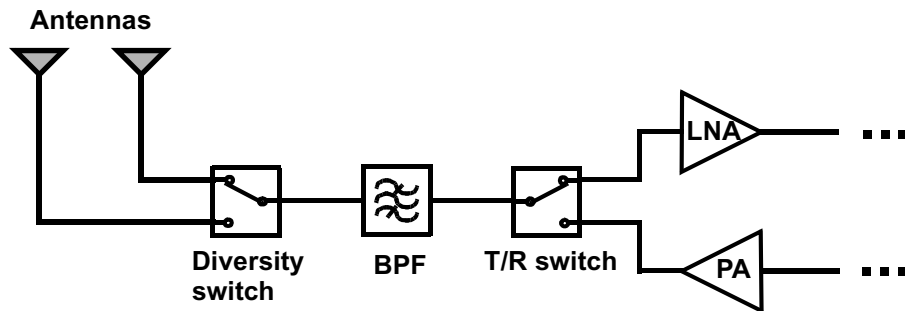 Antennas
LNA
Diversity
switch
BPF
T/R switch
PA